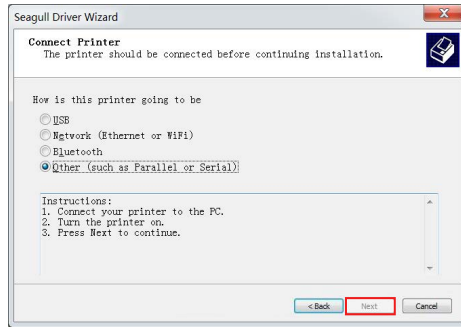 Seagull Driver Wizard
Connect Printer
The printer should be connected before continuing installation.
How is this printer going to be
USB
Network (Ethernet or WiFi)
Bluetooth
Other (such as Parallel or Serial)
Instructions:
1. Connect your printer to the PC.
2. Turn the printer on.
3. Press Next to continue.
< Back Next Cancel